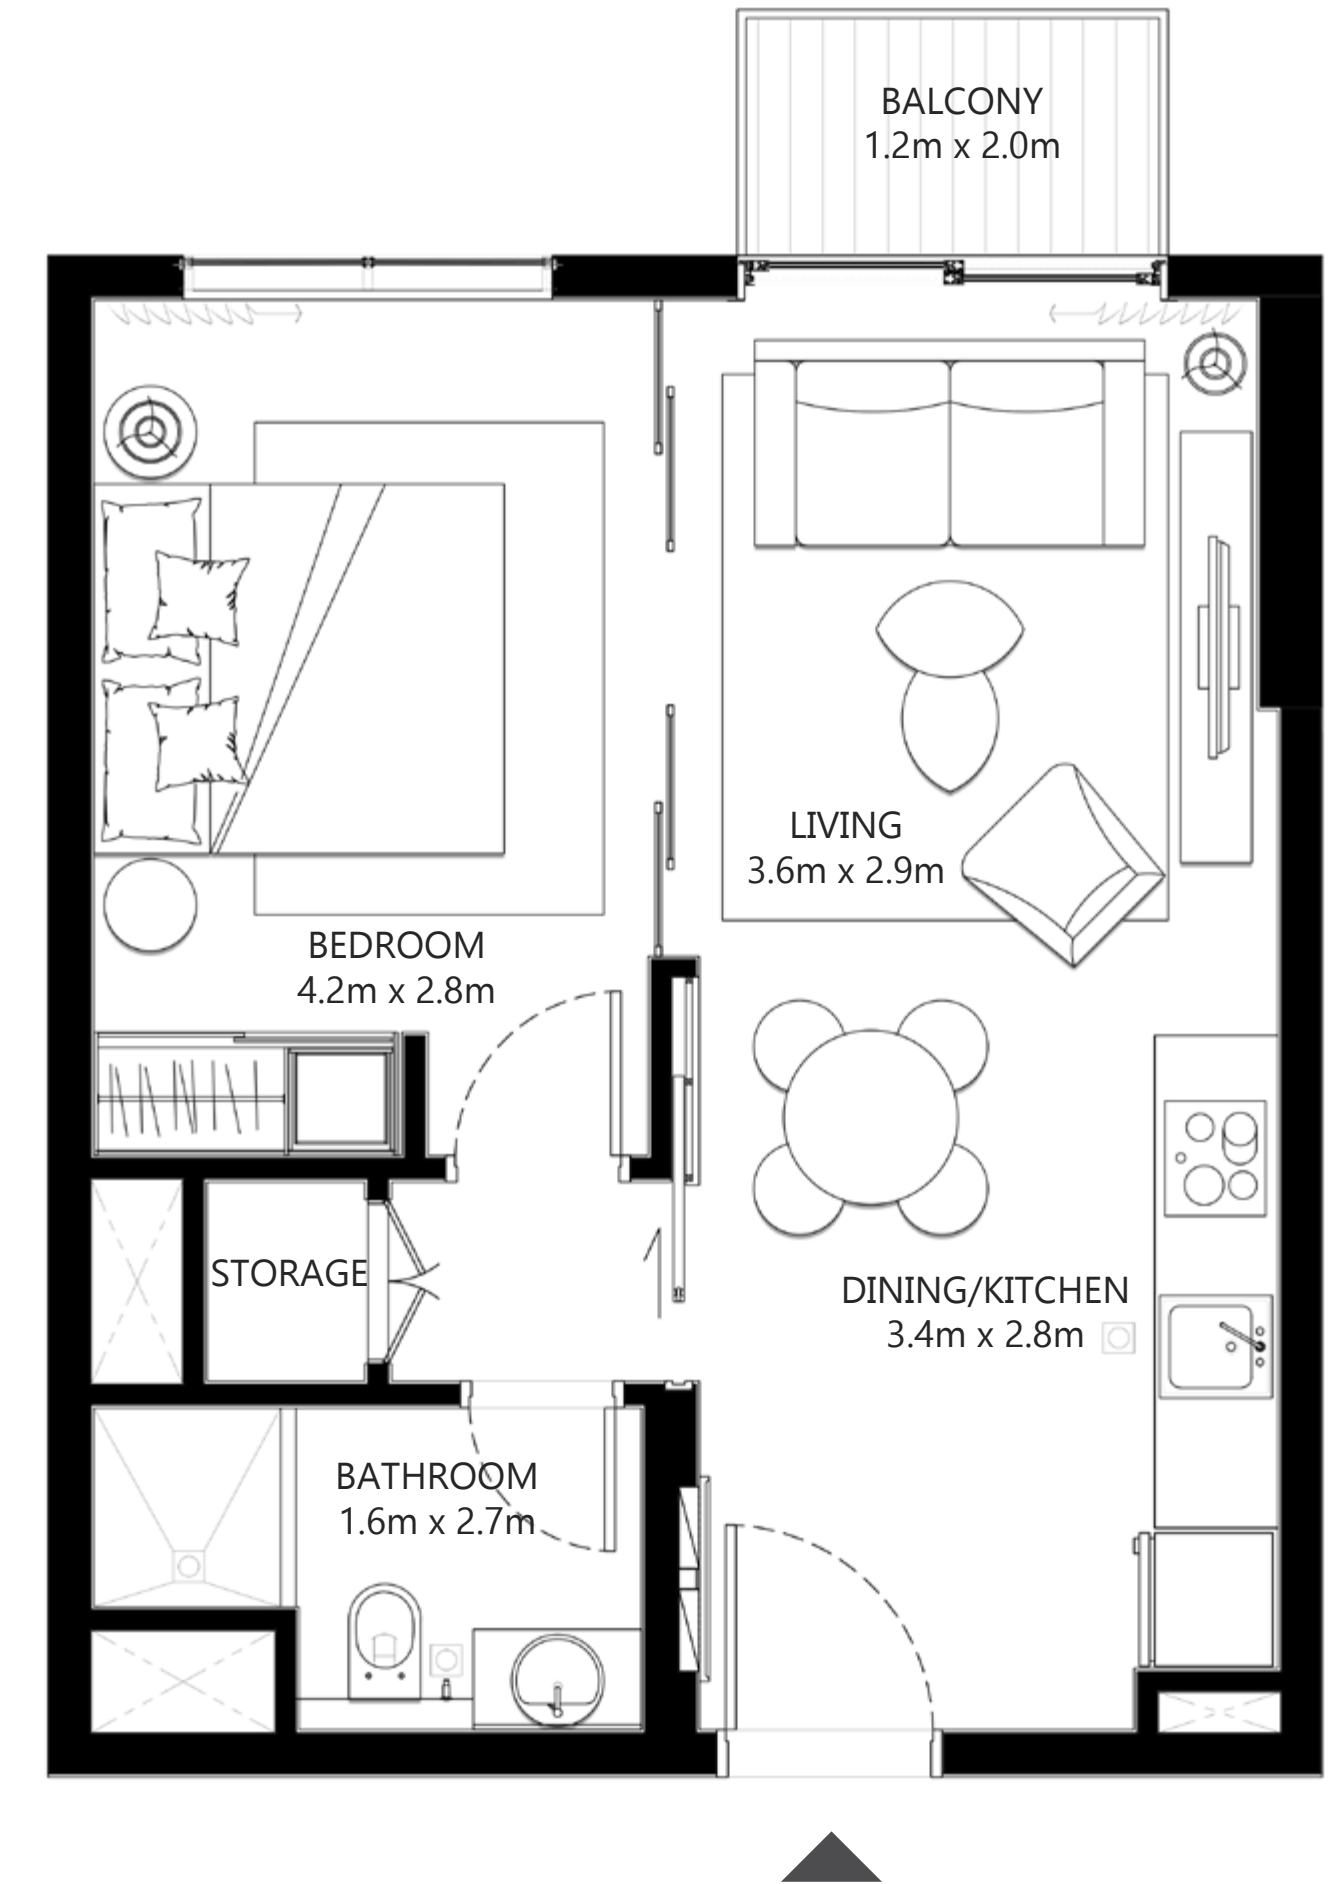 BALCONY
1.2m x 2.0m
LIVING
3.6m x 2.9m
BEDROOM
4.2m x 2.8m
STORAGE
DINING/KITCHEN
3.4m x 2.8m
BATHROOM
1.6m x 2.7m